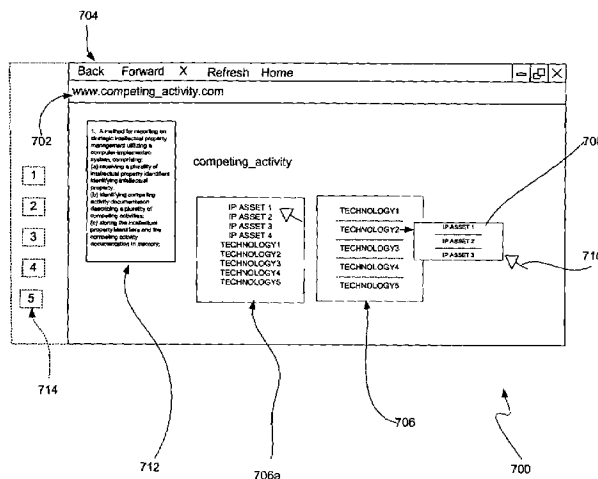 704
Back Forward X Refresh Home
www.competing_activity.com
702
1. A method for reporting on
strategic intellectual property
management utilizing a
computer-implemented
system, comprising:
(a) receiving a plurality of
intellectual property identifiers
identifying intellectual
property;
(b) identifying competing
activity documentation
describing a plurality of
competing activities;
(c) storing the intellectual
property identifiers and the
competing activity
documentation in memory.
competing_activity
IP ASSET 1
IP ASSET 2
IP ASSET 3
IP ASSET 4
TECHNOLOGY1
TECHNOLOGY2
TECHNOLOGY3
TECHNOLOGY4
TECHNOLOGY5
TECHNOLOGY1
TECHNOLOGY2
TECHNOLOGY3
TECHNOLOGY4
TECHNOLOGY5
IP ASSET 1
IP ASSET 2
IP ASSET 3
1
2
3
4
5
714
712
706a
706
700